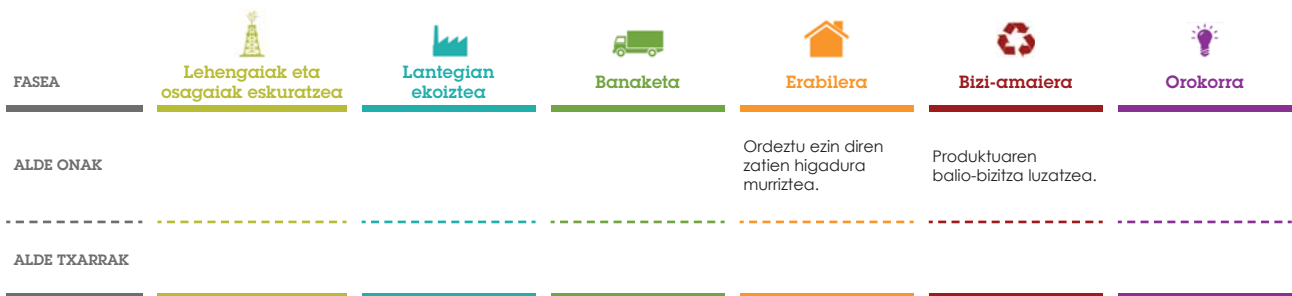 FASEA
Lehengaiak eta
osagaiak eskuratzea
Lantegian
ekoiztea
Banaketa
Erabilera
Bizi-amaiera
Orokorra
ALDE ONAK
Ordeztu ezin diren
zatien higadura
murriztea.
Produktuaren
balio-bizitza luzatzea.
ALDE TXARRAK